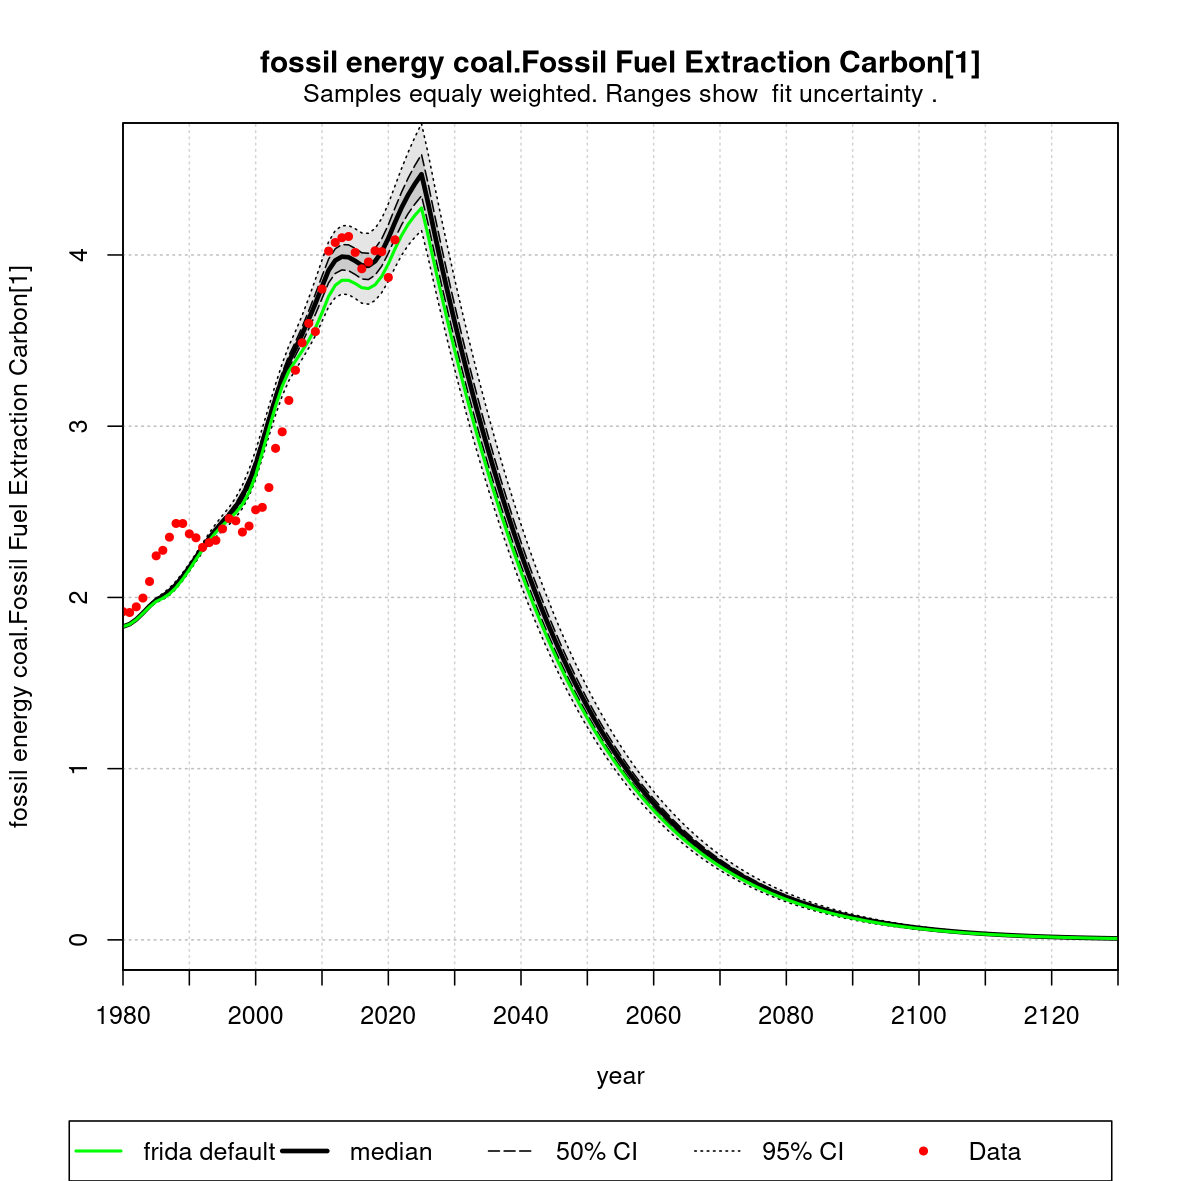 fossil energy coal.Fossil Fuel Extraction Carbon[1]
Samples equaly weighted. Ranges show  fit uncertainty .
fossil energy coal.Fossil Fuel Extraction Carbon[1]
4
3
2
1
0
1980 2000 2020 2040 2060 2080 2100 2120
year
frida default median 50% CI 95% CI Data